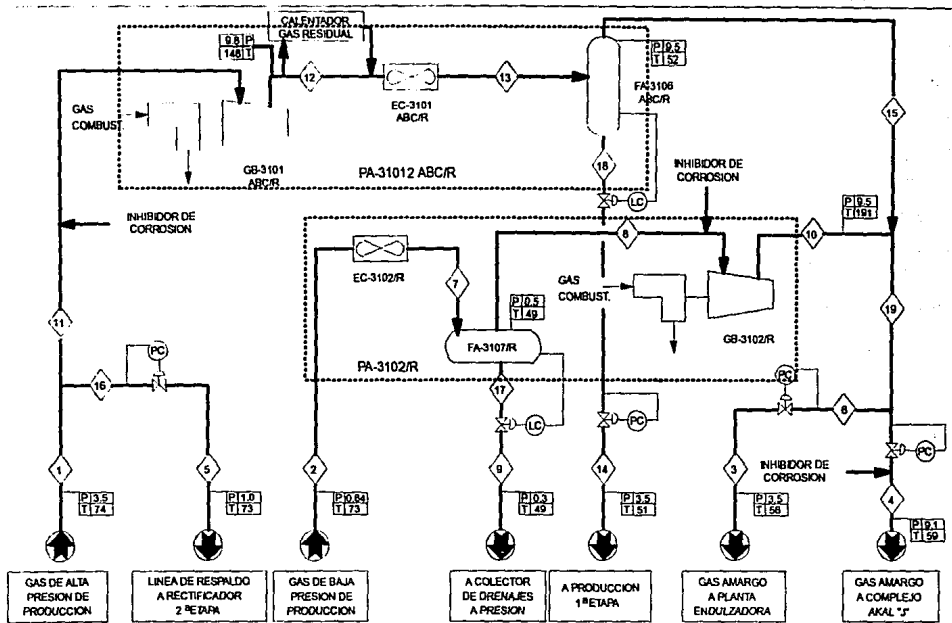 CALENTADOR
GAS RESIDUAL
9.8 P
148 T
P 9.5
T 52
12
13
EC-3101
ABC/R
FA-3106
ABC/R
GAS
COMBUST.
15
GB-3101
ABC/R
PA-31012 ABC/R
18
LC
INHIBIDOR DE
CORROSION
INHIBIDOR DE
CORROSION
P 9.5
T 191
8
10
EC-3102/R
7
GAS
COMBUST.
P 0.5
T 49
11
19
FA-3107/R
GB-3102/R
PC
PA-3102/R
17
PC
16
LC
PC
6
PC
1
5
2
9
14
3
INHIBIDOR DE
CORROSION
4
P 3.5
T 74
P 1.0
T 73
P 0.64
T 73
P 0.3
T 49
P 3.5
T 51
P 3.5
T 58
P 9.1
T 59
GAS DE ALTA
PRESION DE
PRODUCCION
LINEA DE RESPALDO
A RECTIFICADOR
2ª ETAPA
GAS DE BAJA
PRESION DE
PRODUCCION
A COLECTOR
DE DRENAJES
A PRESION
A PRODUCCION
1ª ETAPA
GAS AMARGO
A PLANTA
ENDULZADORA
GAS AMARGO
A COMPLEJO
AKAL "J"